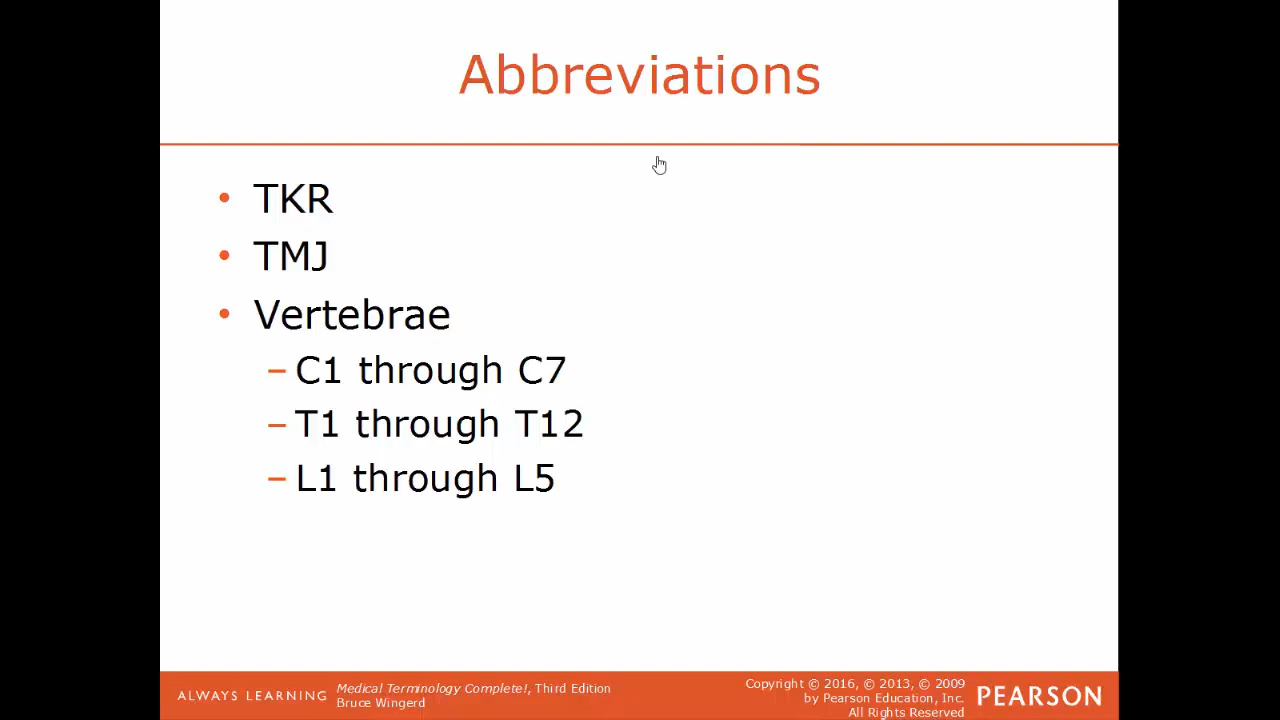 Abbreviations
• TKR
• TMJ
• Vertebrae
– C1 through C7
– T1 through T12
– L1 through L5
ALWAYS LEARNING
Medical Terminology Complete!, Third Edition
Bruce Wingerd
Copyright © 2016, © 2013, © 2009
by Pearson Education, Inc.
All Rights Reserved
PEARSON